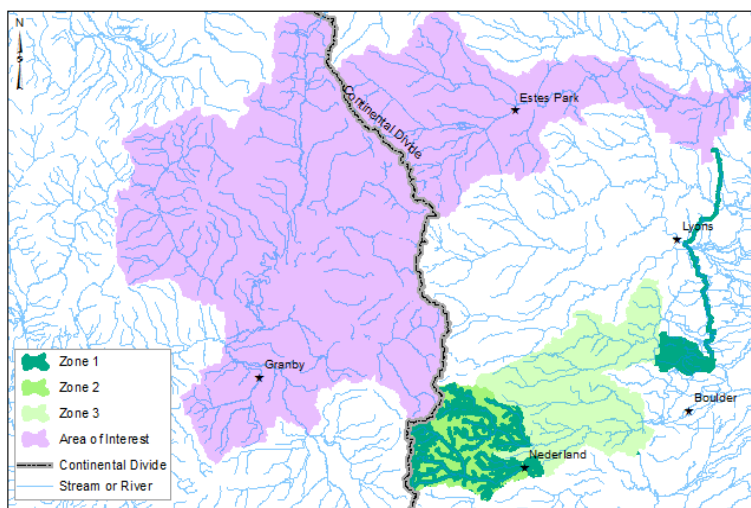 N
Estes Park
Continental Divide
Lyons
Granby
Boulder
Nederland
Zone 1
Zone 2
Zone 3
Area of Interest
Continental Divide
Stream or River